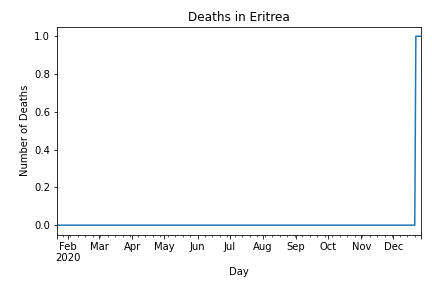 Deaths in Eritrea
1.0
0.8
0.6
0.4
0.2
0.0
Number of Deaths
Feb Mar Apr May Jun Jul Aug Sep Oct Nov Dec
2020
Day